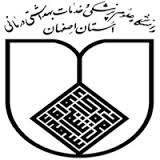 دانشگاه علوم پزشکی و خدمات بهداشتی درمانی
استان اصفهان